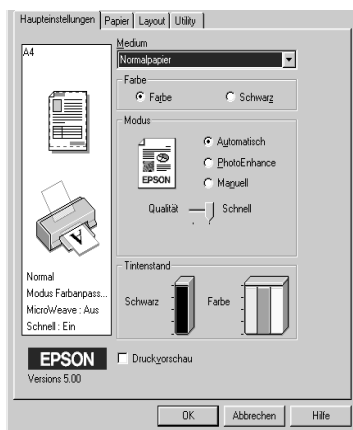 Haupteinstellungen Papier Layout Utility
A4
Medium
Normalpapier
Farbe
Farbe Schwarz
Modus
EPSON
Automatisch
PhotoEnhance
Manuell
Qualität Schnell
Normal
Modus Farbanpass...
MicroWeave : Aus
Schnell : Ein
Tintenstand
Schwarz Farbe
EPSON
Versions 5.00
Druckvorschau
OK Abbrechen Hilfe